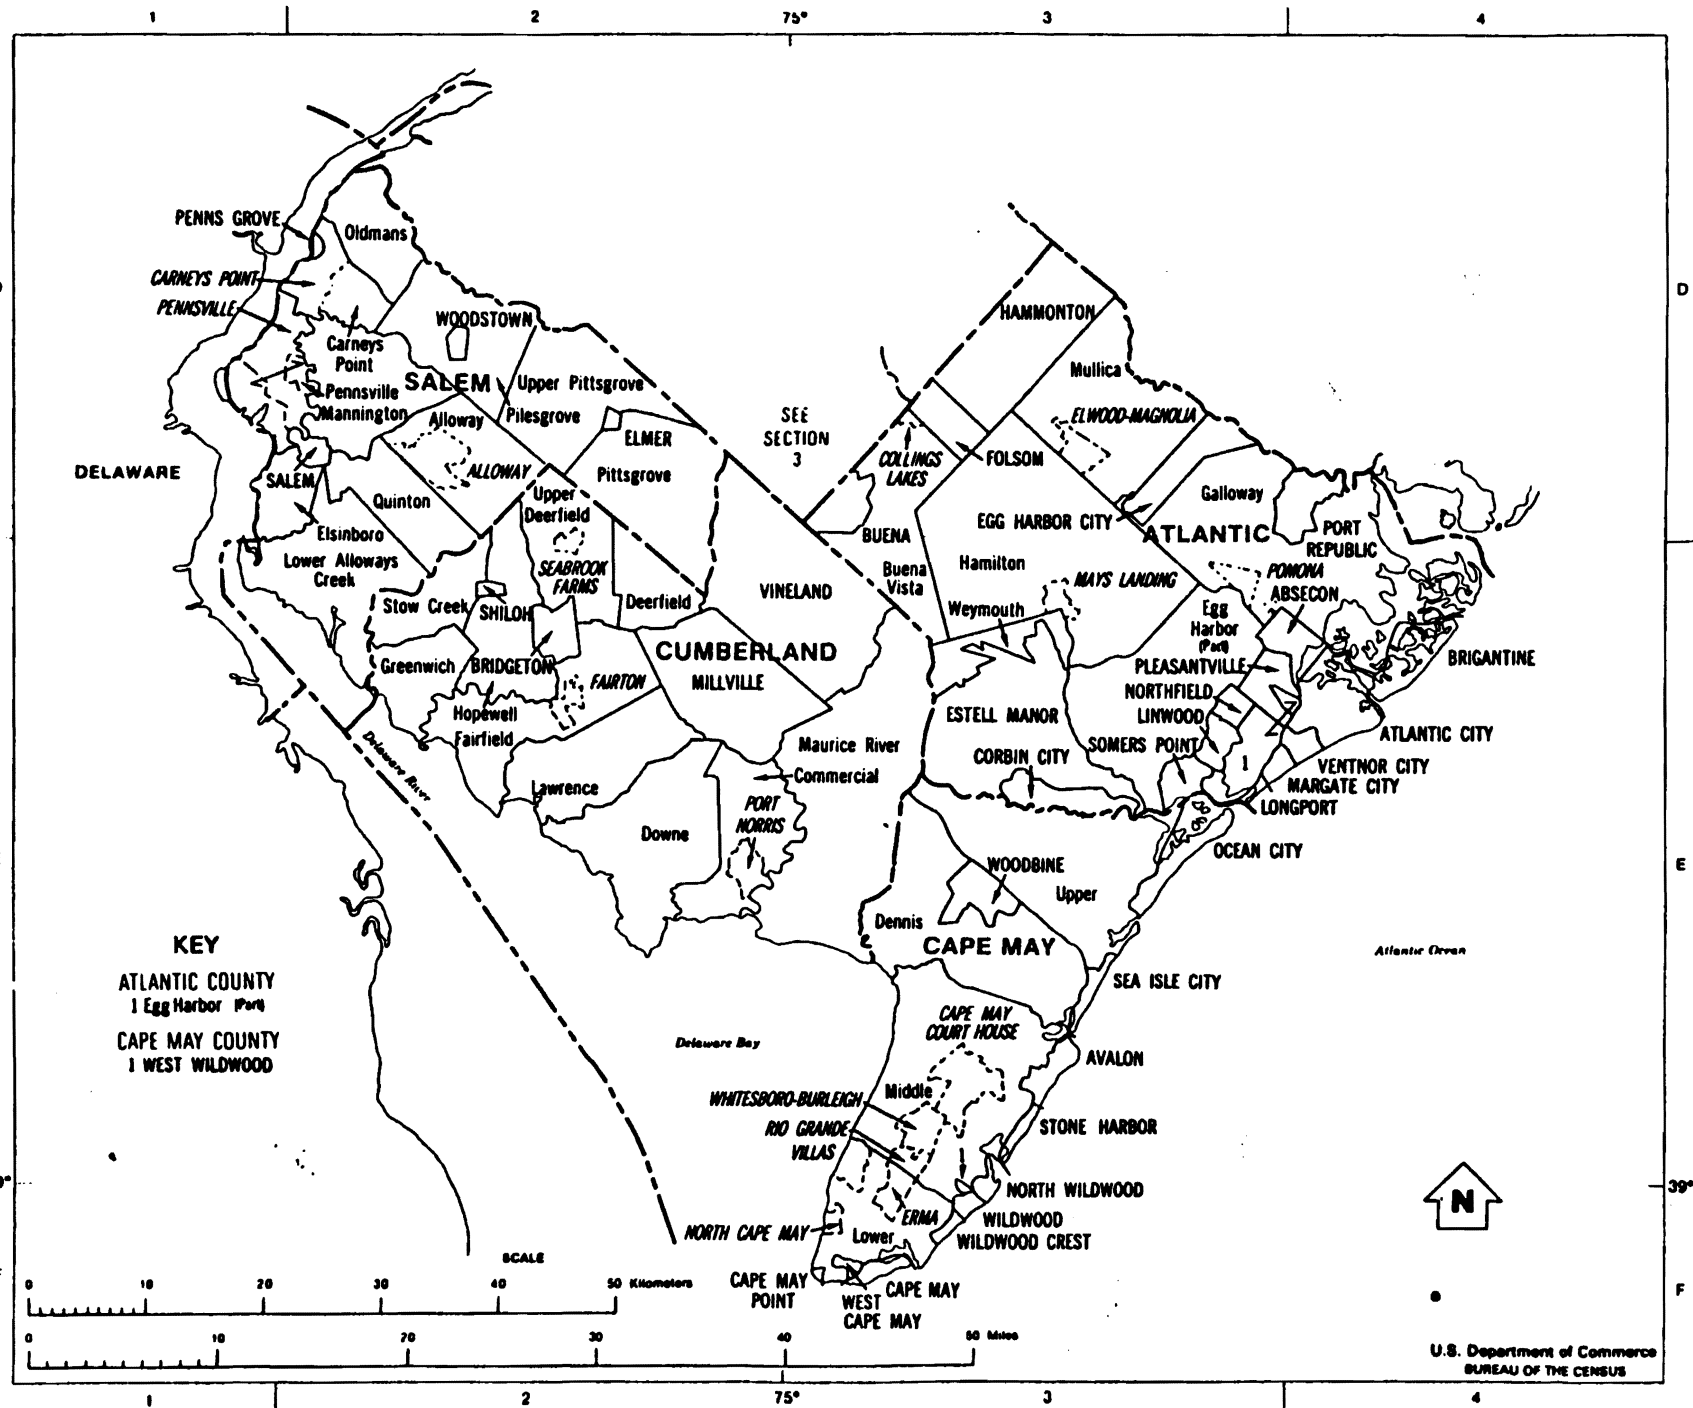 1 2 75° 3 4
PENNS GROVE
Oldmans
CARNEYS POINT
PENNSVILLE
D
HAMMONTON
WOODSTOWN
Carneys
Point
Mullica
SALEM
Upper Pittsgrove
Pennsville
Mannington
Alloway
Pilesgrove
SEE
SECTION
3
ELWOOD-MAGNOLIA
ELMER
COLLINGS
LAKES
FOLSOM
DELAWARE
ALLOWAY
Pittsgrove
SALEM
Quinton
Upper
Deerfield
Galloway
EGG HARBOR CITY
Elsinboro
BUENA
ATLANTIC
PORT
REPUBLIC
Lower Alloways
Creek
SEABROOK
FARMS
Buena
Vista
Hamilton
MAYS LANDING
POMONA
ABSECON
VINELAND
Stow Creek
SHILOH
Deerfield
Weymouth
Egg
Harbor
(Part)
CUMBERLAND
Greenwich
BRIDGETON
PLEASANTVILLE
BRIGANTINE
FAIRTON
MILLVILLE
NORTHFIELD
LINWOOD
Hopewell
Fairfield
ESTELL MANOR
ATLANTIC CITY
Delaware River
Maurice River
SOMERS POINT
CORBIN CITY
1
VENTNOR CITY
Commercial
MARGATE CITY
Lawrence
LONGPORT
PORT
NORRIS
Downe
OCEAN CITY
E
WOODBINE
Upper
Dennis
KEY
CAPE MAY
Atlantic Ocean
ATLANTIC COUNTY
1 Egg Harbor (Part)
CAPE MAY COUNTY
1 WEST WILDWOOD
SEA ISLE CITY
CAPE MAY
COURT HOUSE
Delaware Bay
AVALON
Middle
WHITESBORO-BURLEIGH
RIO GRANDE
VILLAS
STONE HARBOR
39°
NORTH WILDWOOD
N
ERMA
WILDWOOD
NORTH CAPE MAY
Lower
WILDWOOD CREST
SCALE
0 10 20 30 40 50 Kilometers
CAPE MAY
POINT
CAPE MAY
WEST
CAPE MAY
F
0 10 20 30 40 50 Miles
U.S. Department of Commerce
BUREAU OF THE CENSUS
1 2 75° 3 4